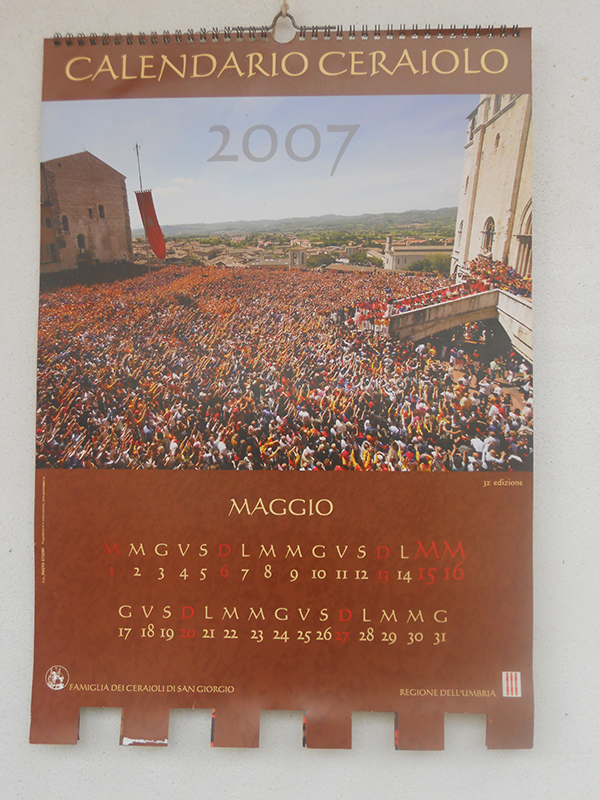 CALENDARIO CERAIOLO
2007
32ª edizione
MAGGIO
M M G V S D L M M G V S D L M M
1 2 3 4 5 6 7 8 9 10 11 12 13 14 15 16
G V S D L M M G V S D L M M G
17 18 19 20 21 22 23 24 25 26 27 28 29 30 31
FAMIGLIA DEI CERAIOLI DI SAN GIORGIO
REGIONE DELL'UMBRIA